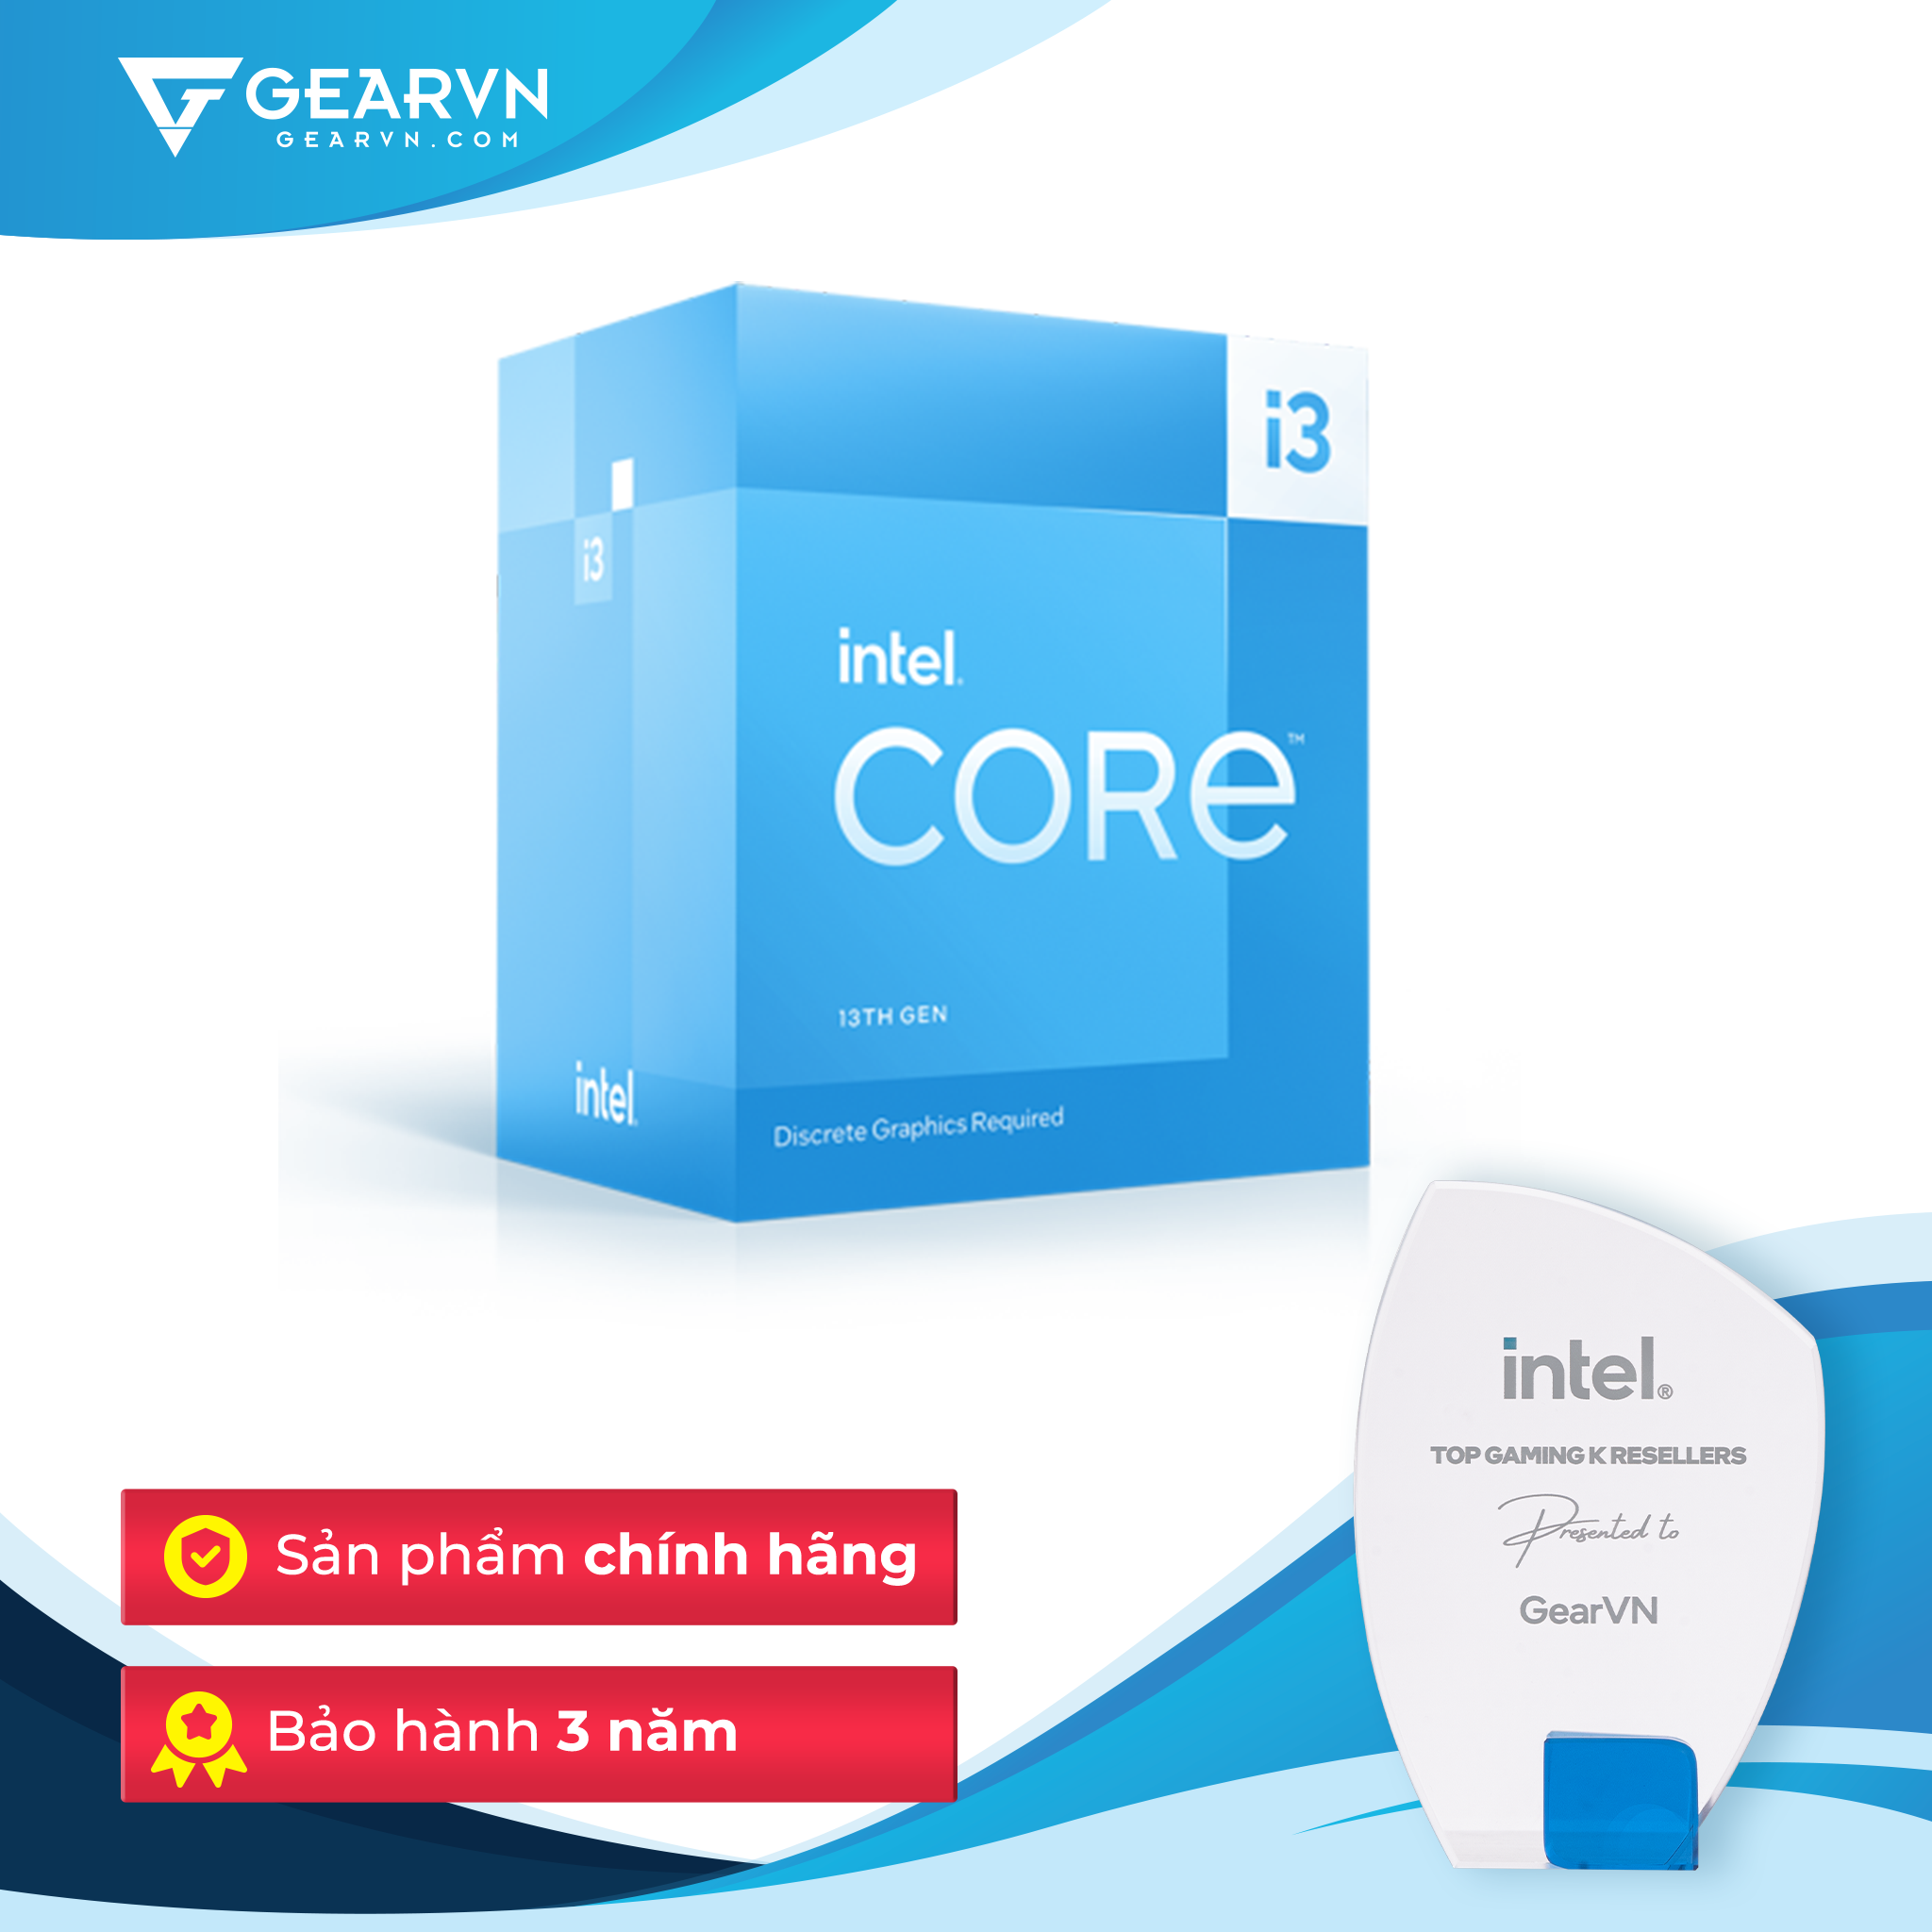 GEARVN
GEARVN.COM
i3
i3
intel.
CORE™
13TH GEN
intel.
Discrete Graphics Required
intel.®
TOP GAMING K RESELLERS
Presented to
GearVN
Sản phẩm chính hãng
Bảo hành 3 năm